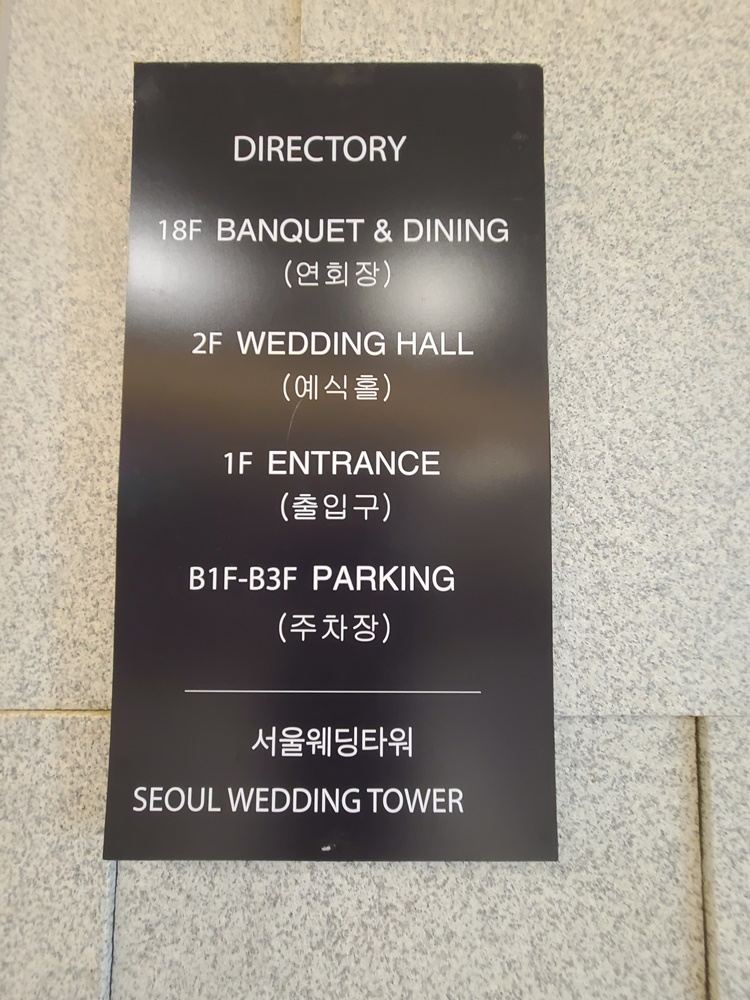 DIRECTORY
18F BANQUET & DINING
(연회장)
2F WEDDING HALL
(예식홀)
1F ENTRANCE
(출입구)
B1F-B3F PARKING
(주차장)
서울웨딩타워
SEOUL WEDDING TOWER